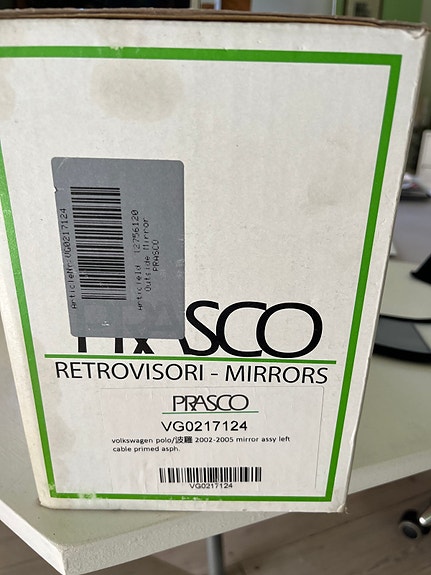 ArticleNr:VG0217124
ArticleId 12756120
Outside Mirror
PRASCO
PRASCO
RETROVISORI - MIRRORS
PRASCO
VG0217124
volkswagen polo/波羅 2002-2005 mirror assy left
cable primed asph.
VG0217124